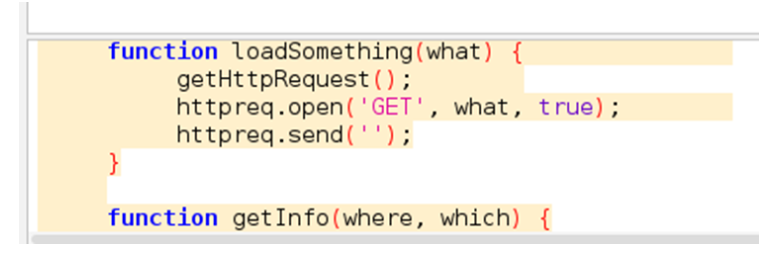 function loadSomething(what) {
getHttpRequest();
httpreq.open('GET', what, true);
httpreq.send('');
}
function getInfo(where, which) {